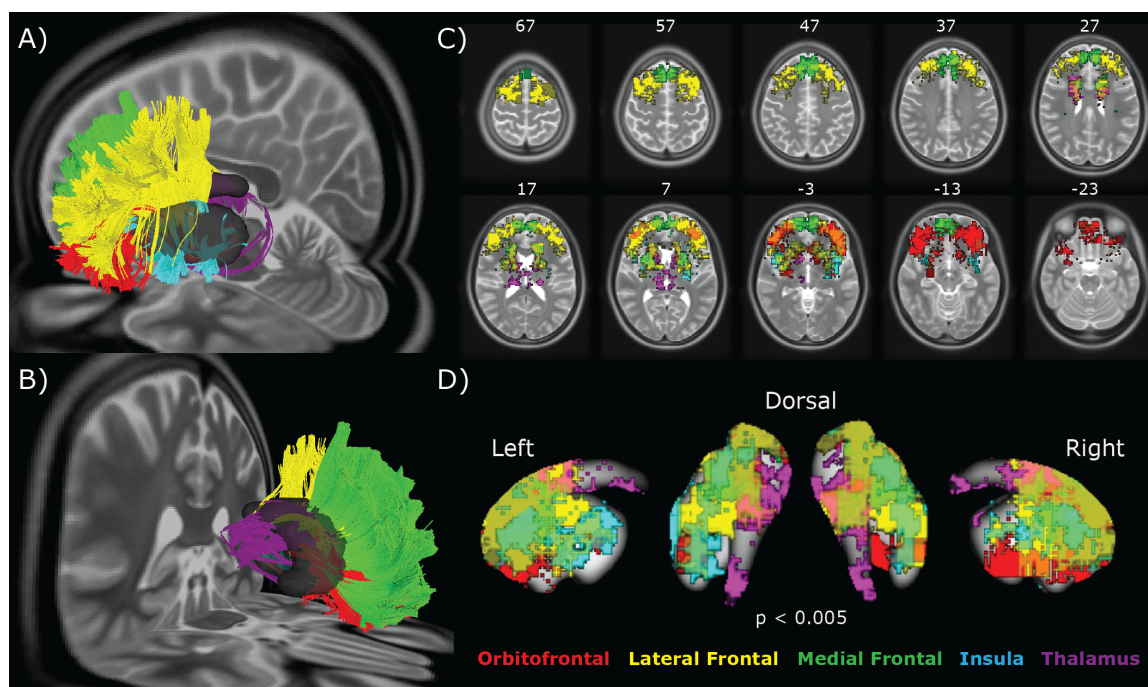 A)
C)
67 57 47 37 27
17 7 -3 -13 -23
B)
D)
Dorsal
Left
Right
p < 0.005
Orbitofrontal Lateral Frontal Medial Frontal Insula Thalamus